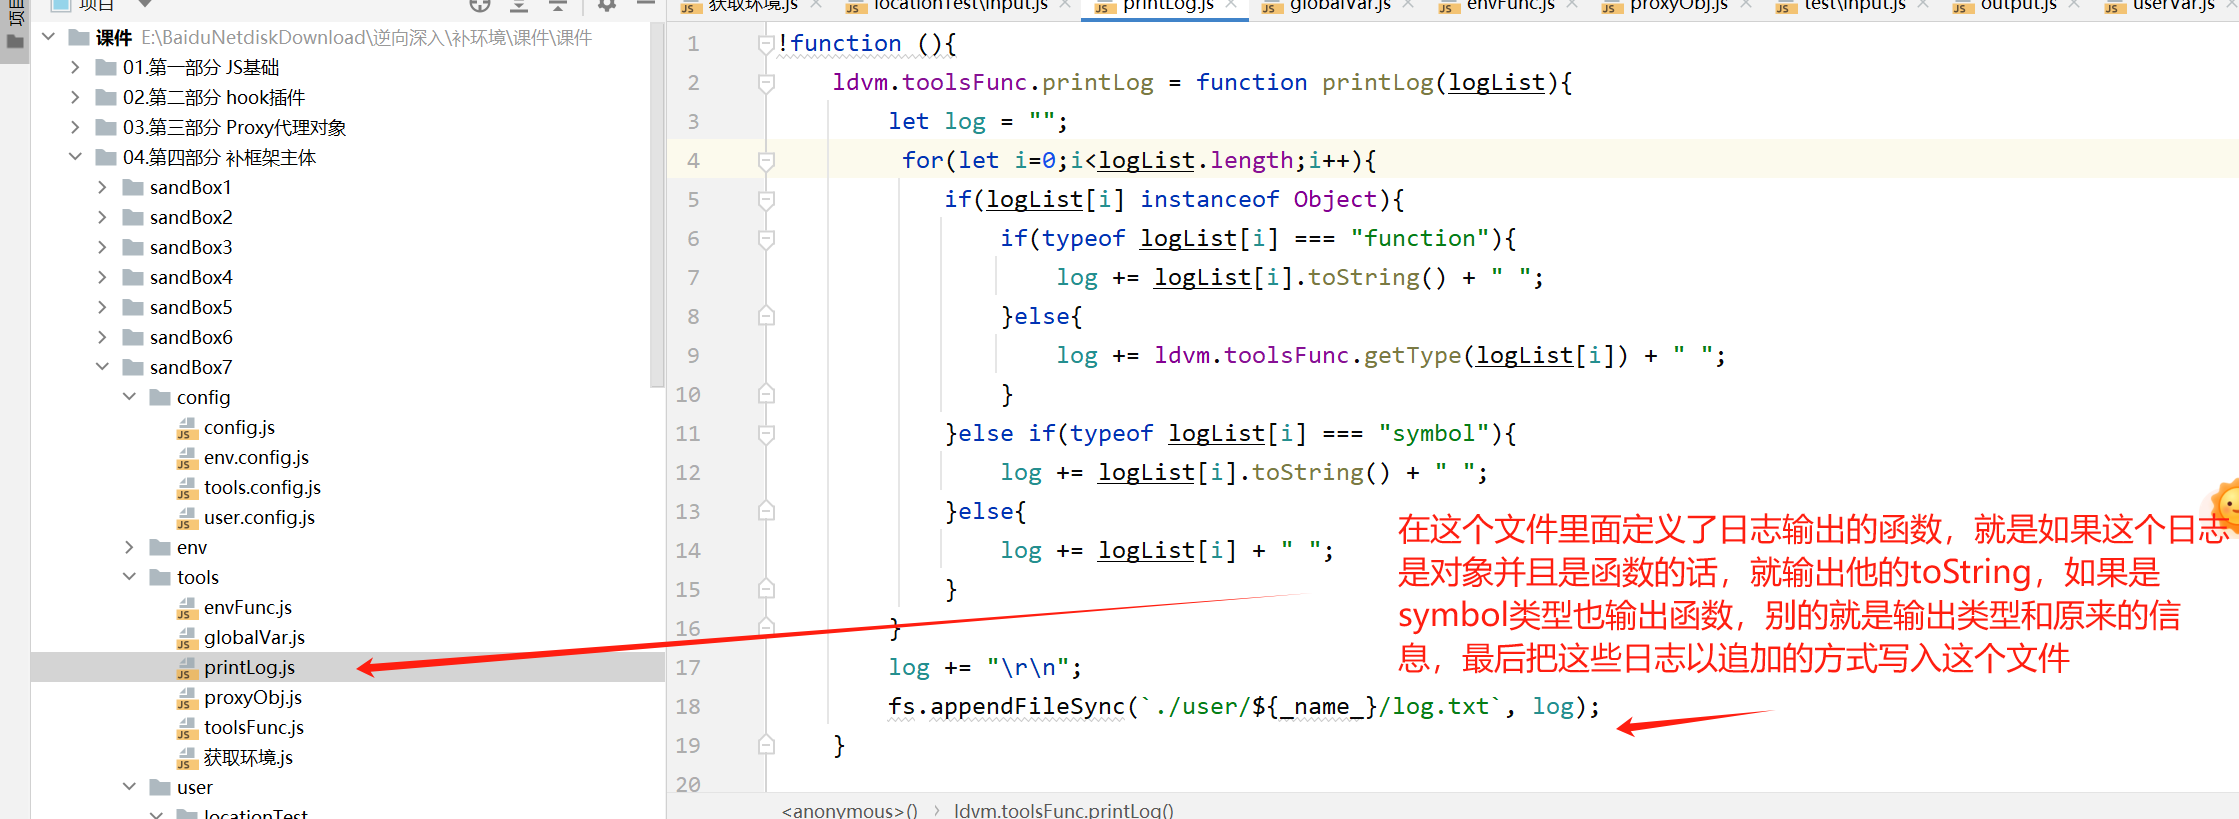 项目
项目
获取环境.js
locationTest\input.js
printLog.js
globalVar.js
envFunc.js
proxyObj.js
test\input.js
output.js
userVar.js
课件 E:\BaiduNetdiskDownload\逆向深入\补环境\课件\课件
01.第一部分 JS基础
02.第二部分 hook插件
03.第三部分 Proxy代理对象
04.第四部分 补框架主体
sandBox1
sandBox2
sandBox3
sandBox4
sandBox5
sandBox6
sandBox7
config
JS config.js
JS env.config.js
JS tools.config.js
JS user.config.js
env
tools
JS envFunc.js
JS globalVar.js
JS printLog.js
JS proxyObj.js
JS toolsFunc.js
JS 获取环境.js
user
locationTest
1 !function (){
2 ldvm.toolsFunc.printLog = function printLog(logList){
3 let log = "";
4 for(let i=0;i<logList.length;i++){
5 if(logList[i] instanceof Object){
6 if(typeof logList[i] === "function"){
7 log += logList[i].toString() + " ";
8 }else{
9 log += ldvm.toolsFunc.getType(logList[i]) + " ";
10 }
11 }else if(typeof logList[i] === "symbol"){
12 log += logList[i].toString() + " ";
13 }else{
14 log += logList[i] + " ";
15 }
16 }
17 log += "\r\n";
18 fs.appendFileSync(`./user/${_name_}/log.txt`, log);
19 }
20
在这个文件里面定义了日志输出的函数，就是如果这个日志
是对象并且是函数的话，就输出他的toString，如果是
symbol类型也输出函数，别的就是输出类型和原来的信
息，最后把这些日志以追加的方式写入这个文件
<anonymous>() › ldvm.toolsFunc.printLog()